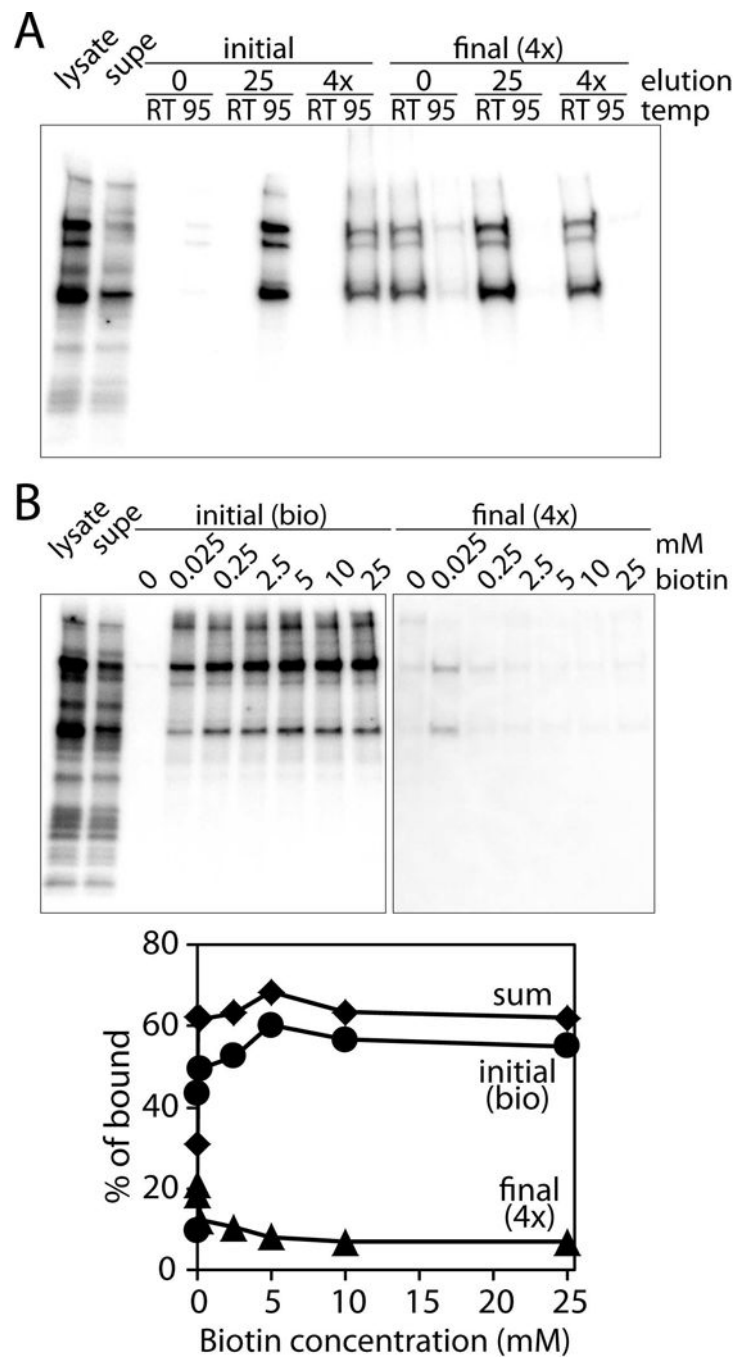 A
lysate supe initial final (4x)
0 25 4x 0 25 4x elution
RT 95 RT 95 RT 95 RT 95 RT 95 RT 95 temp
B
lysate supe initial (bio) final (4x)
0 0.025 0.25 2.5 5 10 25 0 0.025 0.25 2.5 5 10 25 mM
biotin
80
sum
60
initial
(bio)
40
% of bound
final
(4x)
20
0
0 5 10 15 20 25
Biotin concentration (mM)